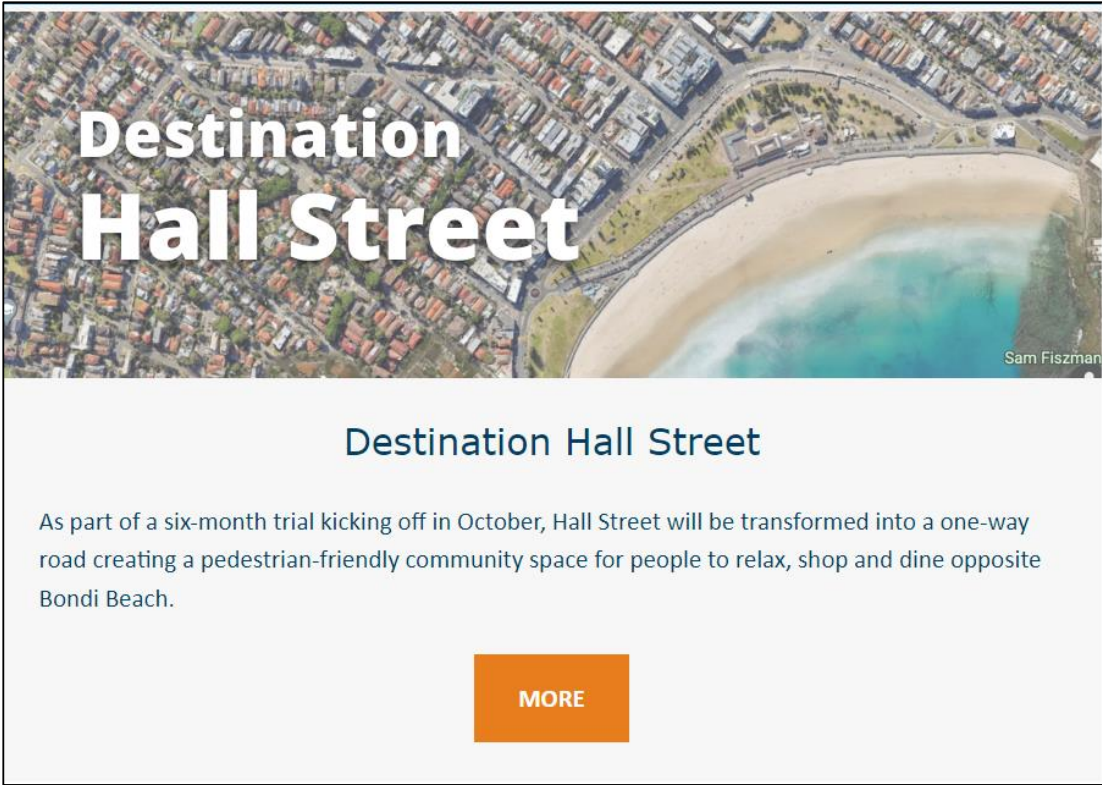 Destination
Hall Street
Sam Fiszman
Destination Hall Street
As part of a six-month trial kicking off in October, Hall Street will be transformed into a one-way
road creating a pedestrian-friendly community space for people to relax, shop and dine opposite
Bondi Beach.
MORE